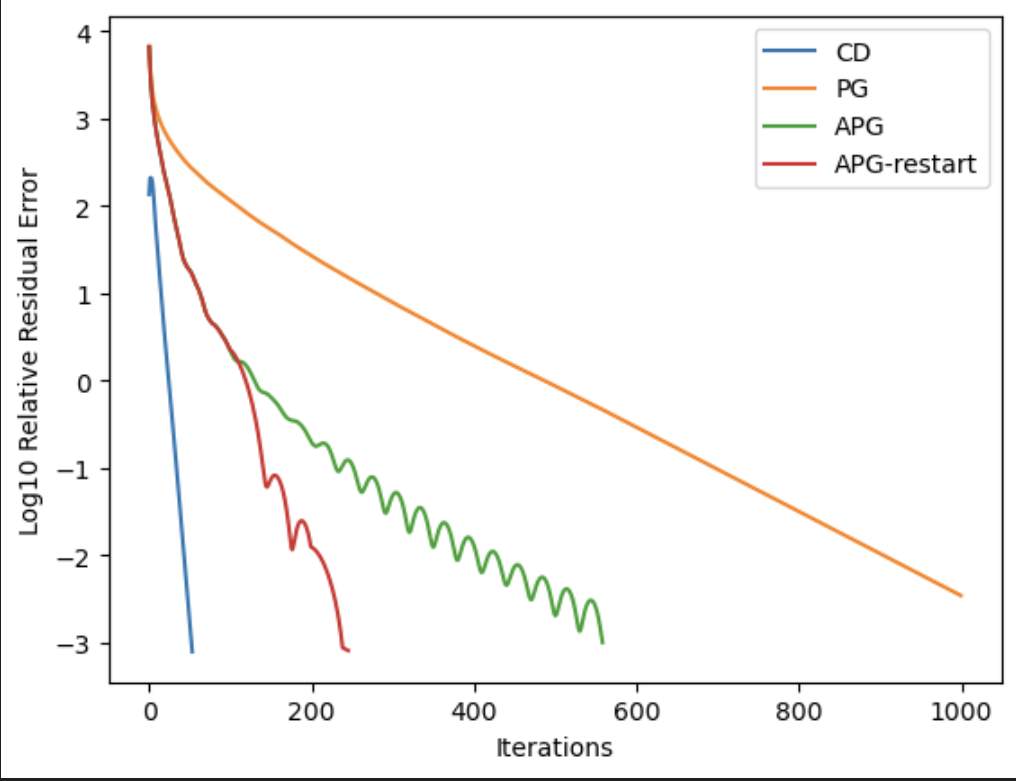 4
3
2
1
0
−1
−2
−3
Log10 Relative Residual Error
CD
PG
APG
APG-restart
0 200 400 600 800 1000
Iterations